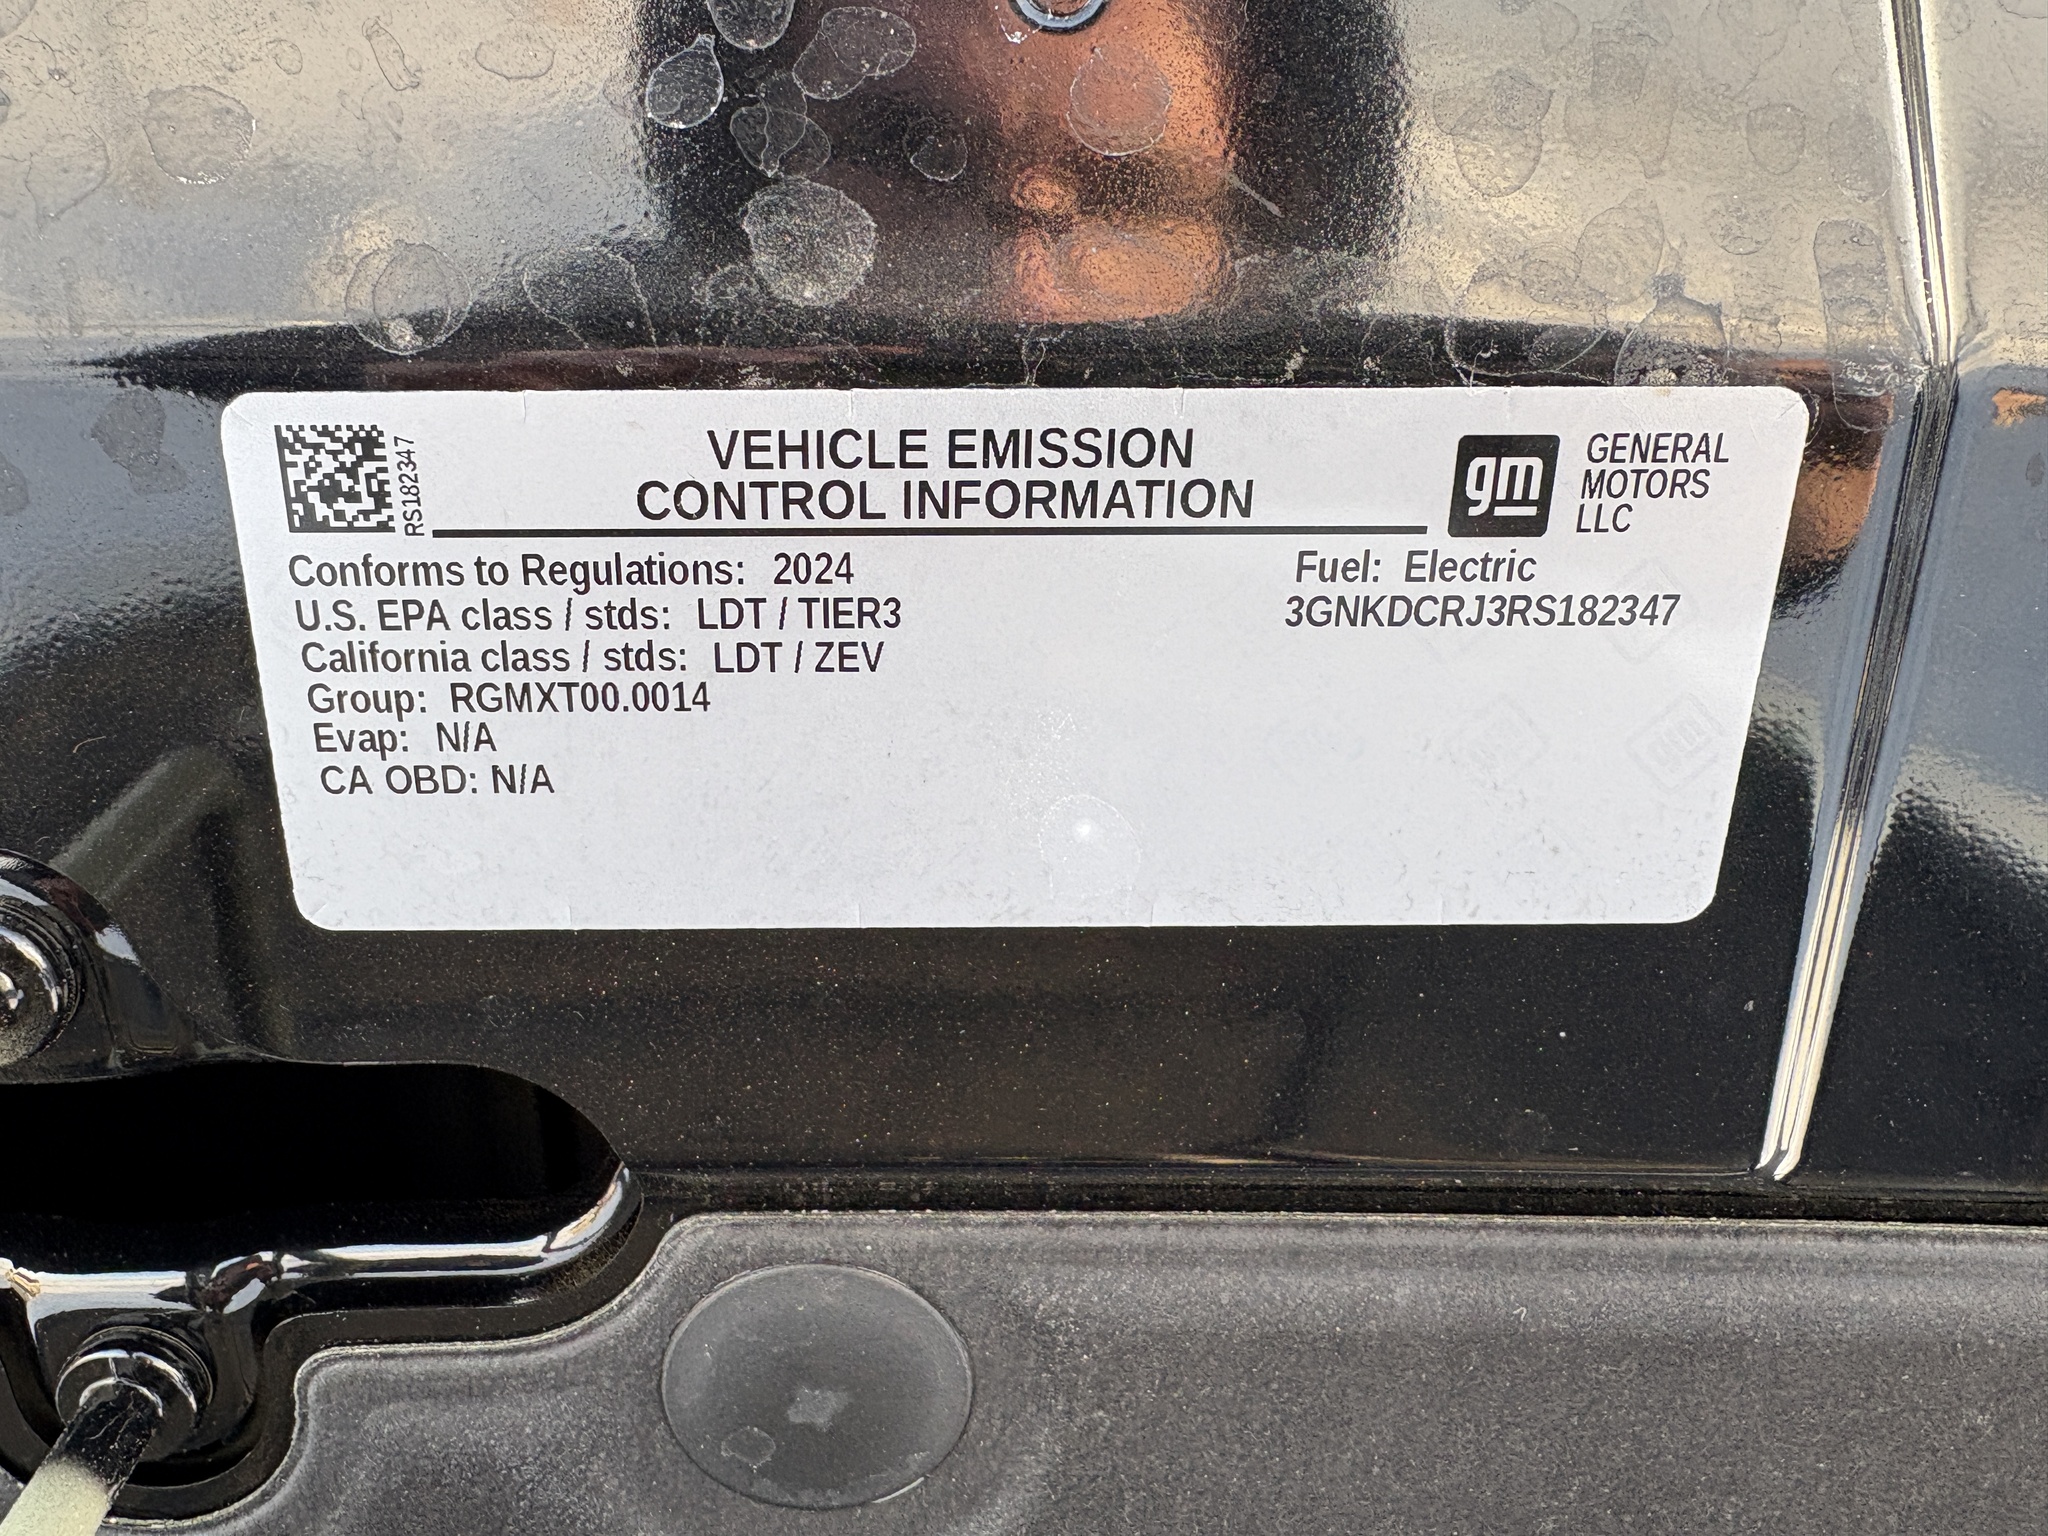 RS182347
VEHICLE EMISSION
CONTROL INFORMATION
gm
GENERAL
MOTORS
LLC
Conforms to Regulations: 2024
U.S. EPA class / stds: LDT / TIER3
California class / stds: LDT / ZEV
Group: RGMXT00.0014
Evap: N/A
CA OBD: N/A
Fuel: Electric
3GNKDCRJ3RS182347